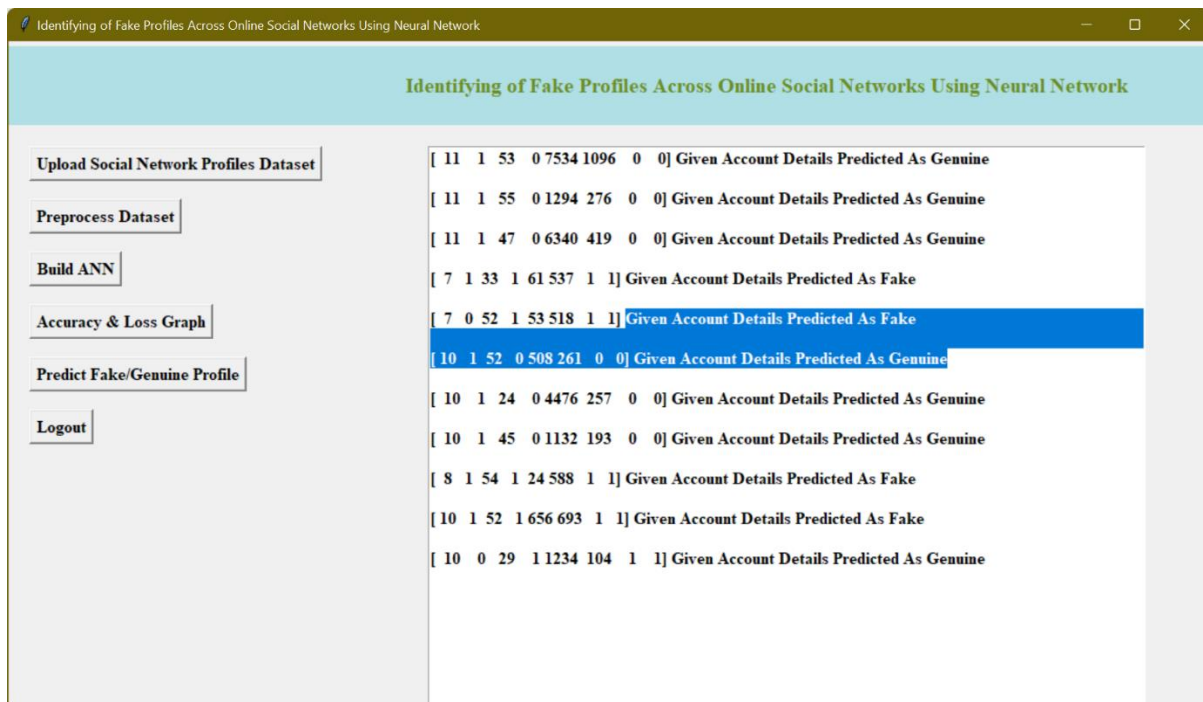 Identifying of Fake Profiles Across Online Social Networks Using Neural Network
Identifying of Fake Profiles Across Online Social Networks Using Neural Network
Upload Social Network Profiles Dataset
Preprocess Dataset
Build ANN
Accuracy & Loss Graph
Predict Fake/Genuine Profile
Logout
[ 11 1 53 0 7534 1096 0 0] Given Account Details Predicted As Genuine
[ 11 1 55 0 1294 276 0 0] Given Account Details Predicted As Genuine
[ 11 1 47 0 6340 419 0 0] Given Account Details Predicted As Genuine
[ 7 1 33 1 61 537 1 1] Given Account Details Predicted As Fake
[ 7 0 52 1 53 518 1 1] Given Account Details Predicted As Fake
[ 10 1 52 0 508 261 0 0] Given Account Details Predicted As Genuine
[ 10 1 24 0 4476 257 0 0] Given Account Details Predicted As Genuine
[ 10 1 45 0 1132 193 0 0] Given Account Details Predicted As Genuine
[ 8 1 54 1 24 588 1 1] Given Account Details Predicted As Fake
[ 10 1 52 1 656 693 1 1] Given Account Details Predicted As Fake
[ 10 0 29 1 1234 104 1 1] Given Account Details Predicted As Genuine